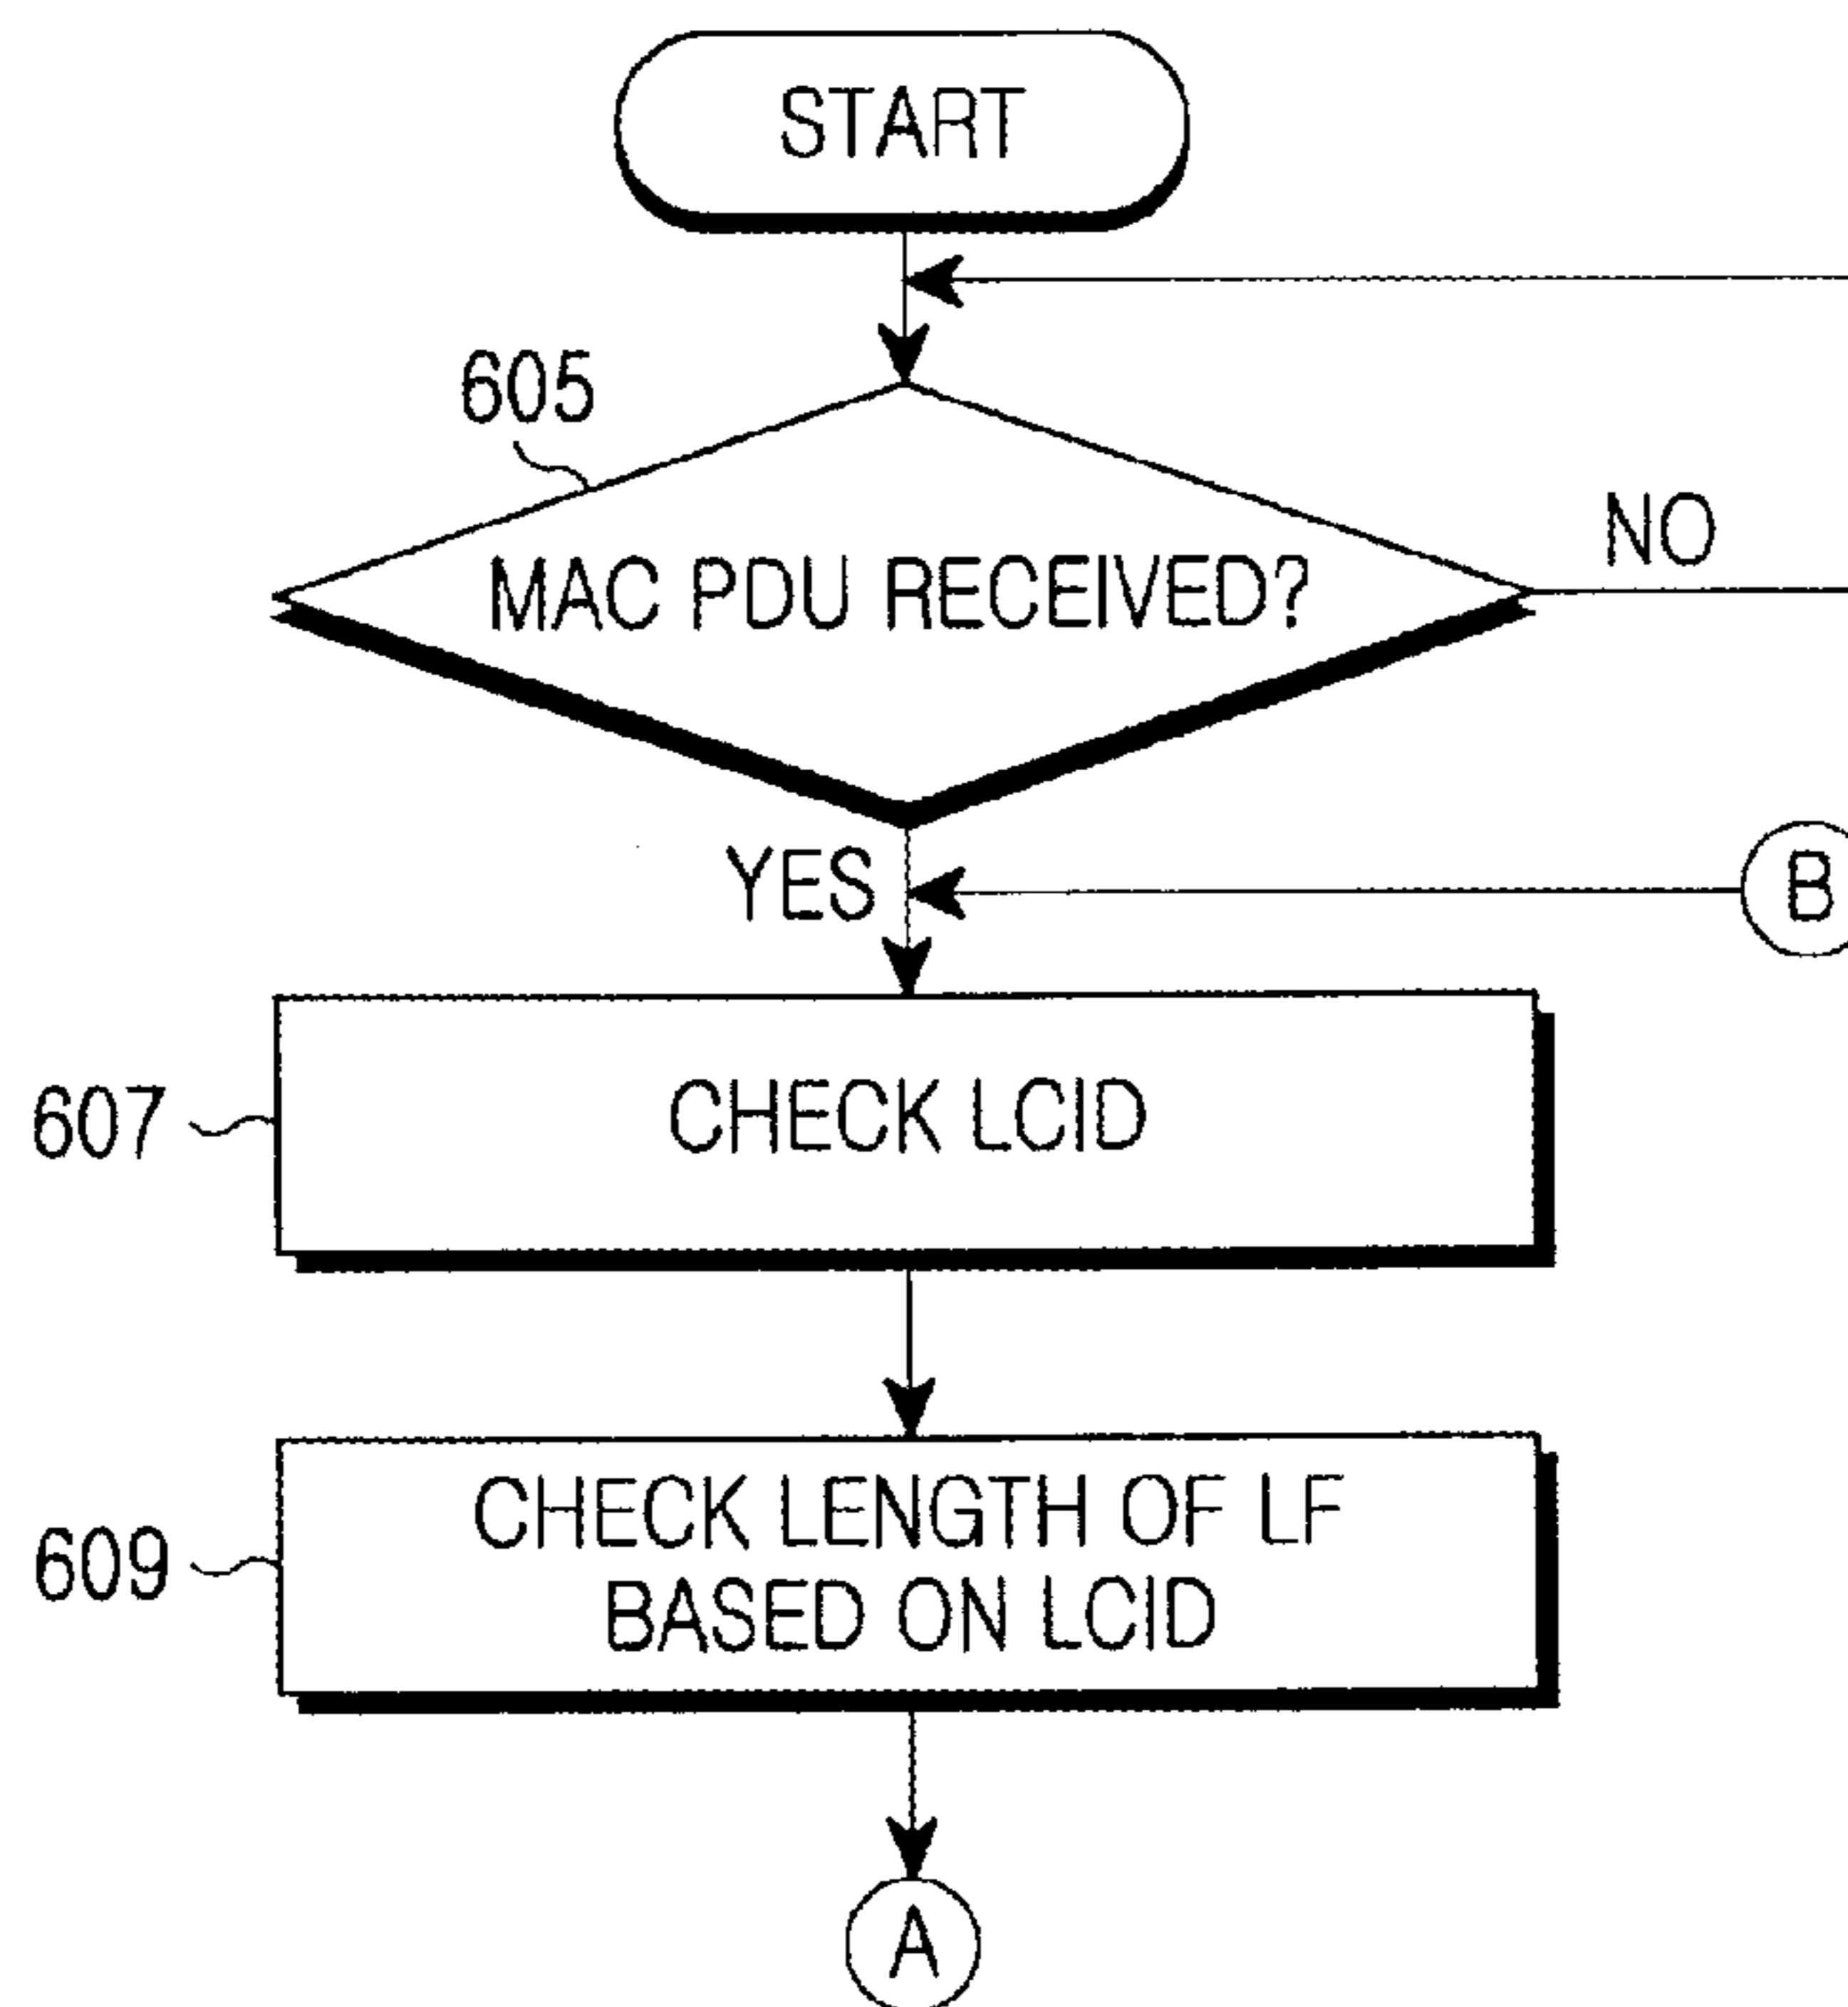 START
605
MAC PDU RECEIVED?
NO
YES
B
607
CHECK LCID
609
CHECK LENGTH OF LF
BASED ON LCID
A